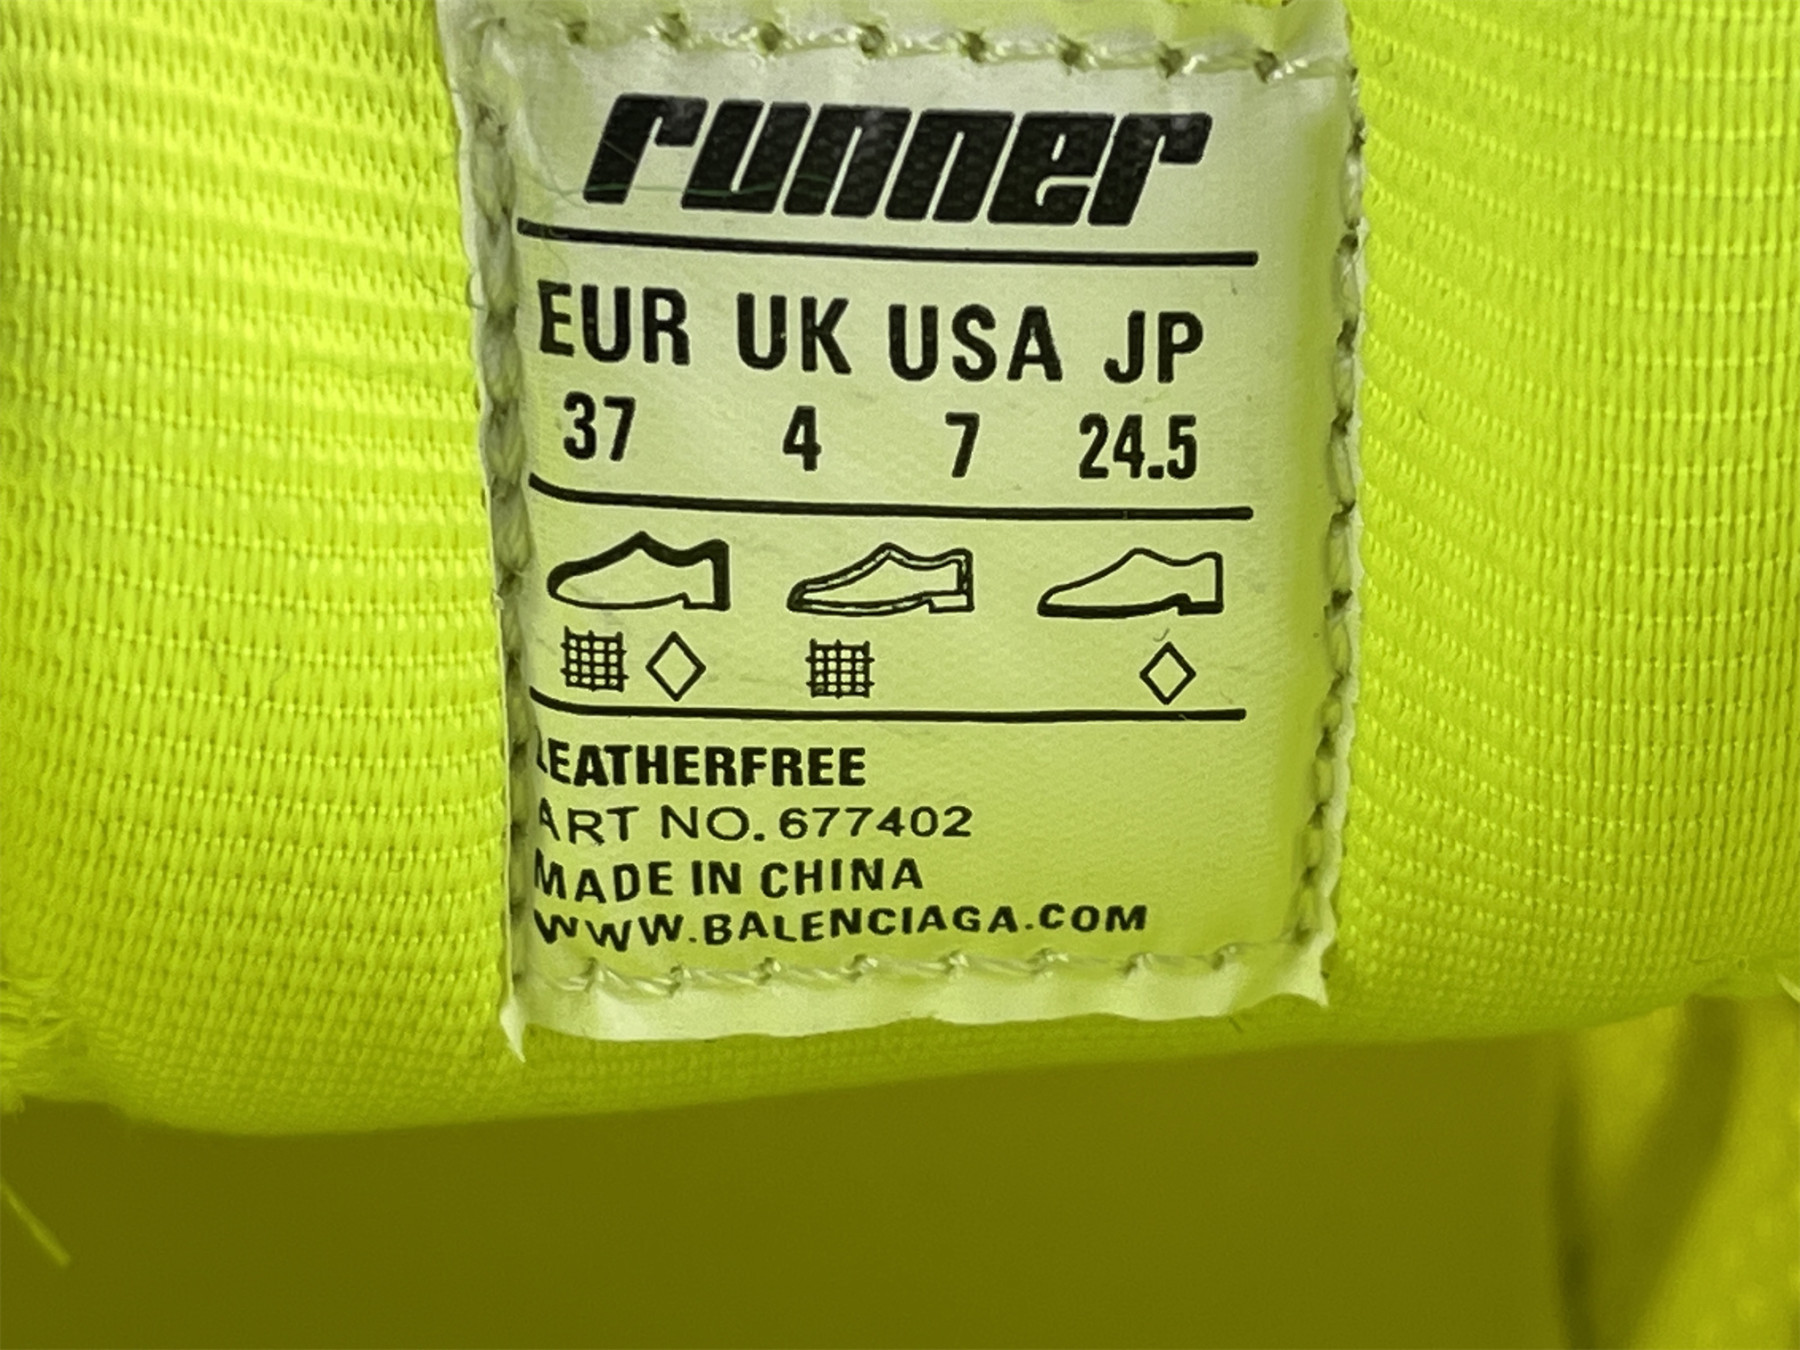 runner
EUR UK USA JP
37 4 7 24.5
LEATHERFREE
ART NO. 677402
MADE IN CHINA
WWW.BALENCIAGA.COM